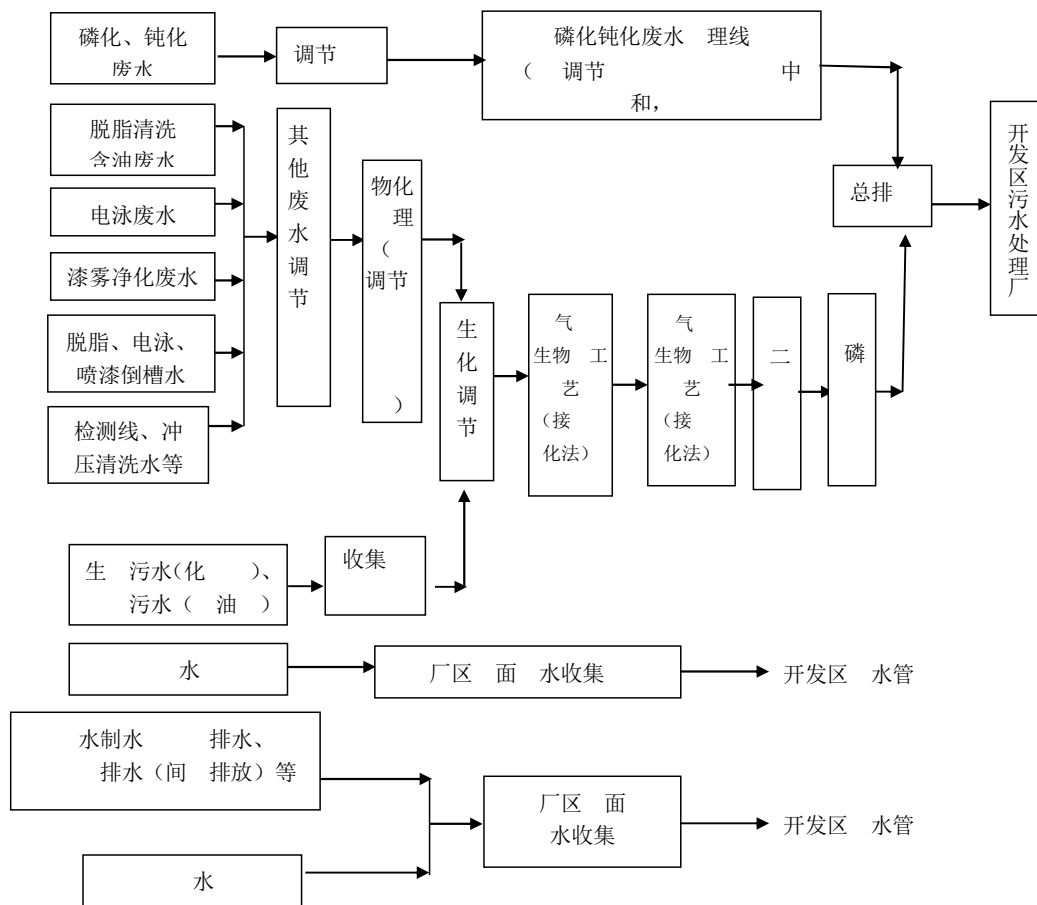 磷化、钝化
废水
调节
磷化钝化废水 理线
（ 调节 中
和，
脱脂清洗
含油废水
电泳废水
漆雾净化废水
脱脂、电泳、
喷漆倒槽水
检测线、冲
压清洗水等
其
他
废
水
调
节
物化
理
（
调节
）
生
化
调
节
气
生物 工
艺
（接
化法）
气
生物 工
艺
（接
化法）
二
磷
总排
开
发
区
污
水
处
理
厂
生 污水（化 ）、
污水（ 油 ）
收集
水
厂区 面 水收集
开发区 水管
水制水 排水、
排水（间 排放）等
水
厂区 面
水收集
开发区 水管